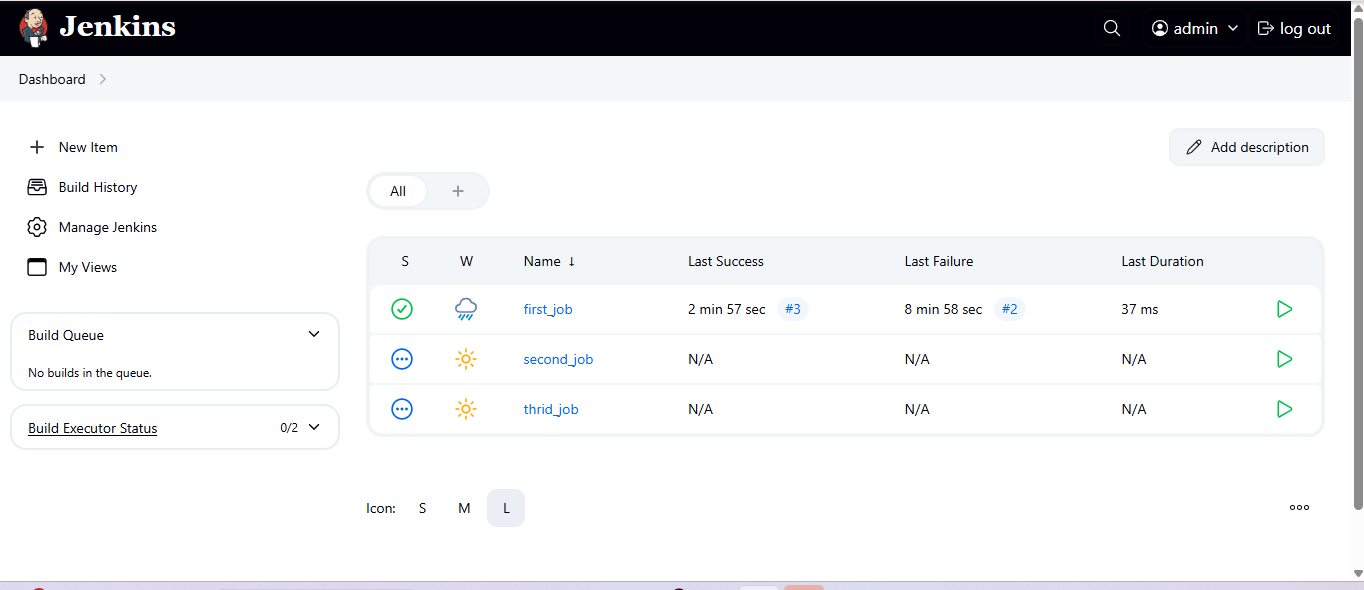 Jenkins
admin
log out
Dashboard
New Item
Build History
Manage Jenkins
My Views
Build Queue
No builds in the queue.
Build Executor Status 0/2
Add description
All +
S W Name ↓ Last Success Last Failure Last Duration
first_job 2 min 57 sec #3 8 min 58 sec #2 37 ms
second_job N/A N/A N/A
thrid_job N/A N/A N/A
Icon: S M L